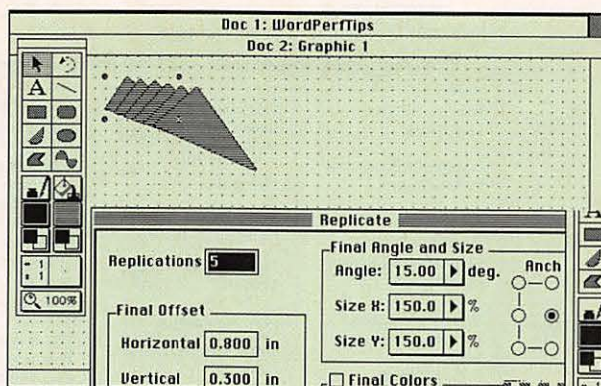 Doc 1: WordPerfTips
Doc 2: Graphic 1
A
100%
Replicate
Replications 5
Final Offset
Horizontal 0.800 in
Vertical 0.300 in
Final Angle and Size
Angle: 15.00 deg.
Anch
Size X: 150.0 %
Size Y: 150.0 %
Final Colors